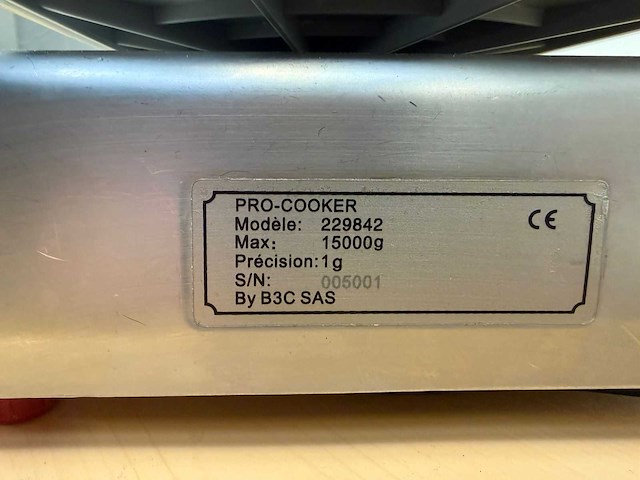 PRO-COOKER
Modèle: 229842
Max: 15000g
Précision: 1g
S/N: 005001
By B3C SAS
CE